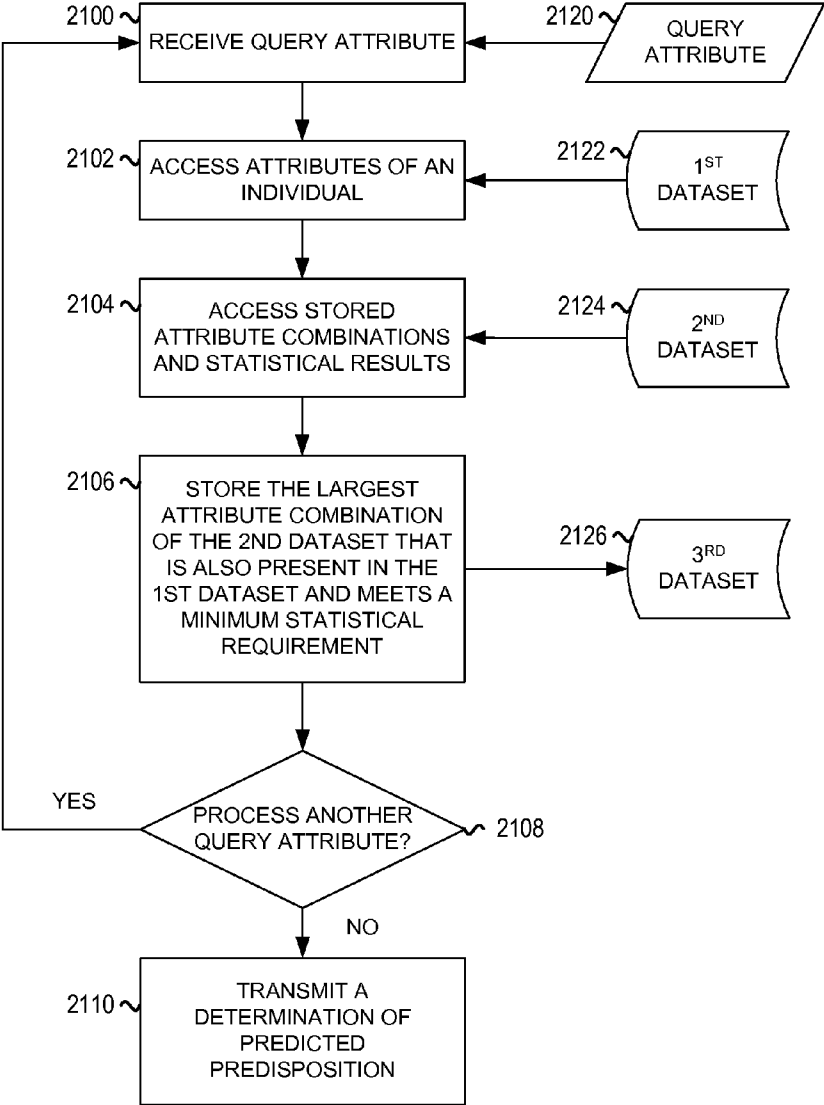 2100
RECEIVE QUERY ATTRIBUTE
2120
QUERY
ATTRIBUTE
2102
ACCESS ATTRIBUTES OF AN
INDIVIDUAL
2122
1ST
DATASET
2104
ACCESS STORED
ATTRIBUTE COMBINATIONS
AND STATISTICAL RESULTS
2124
2ND
DATASET
2106
STORE THE LARGEST
ATTRIBUTE COMBINATION
OF THE 2ND DATASET THAT
IS ALSO PRESENT IN THE
1ST DATASET AND MEETS A
MINIMUM STATISTICAL
REQUIREMENT
2126
3RD
DATASET
YES
PROCESS ANOTHER
QUERY ATTRIBUTE?
2108
NO
2110
TRANSMIT A
DETERMINATION OF
PREDICTED
PREDISPOSITION